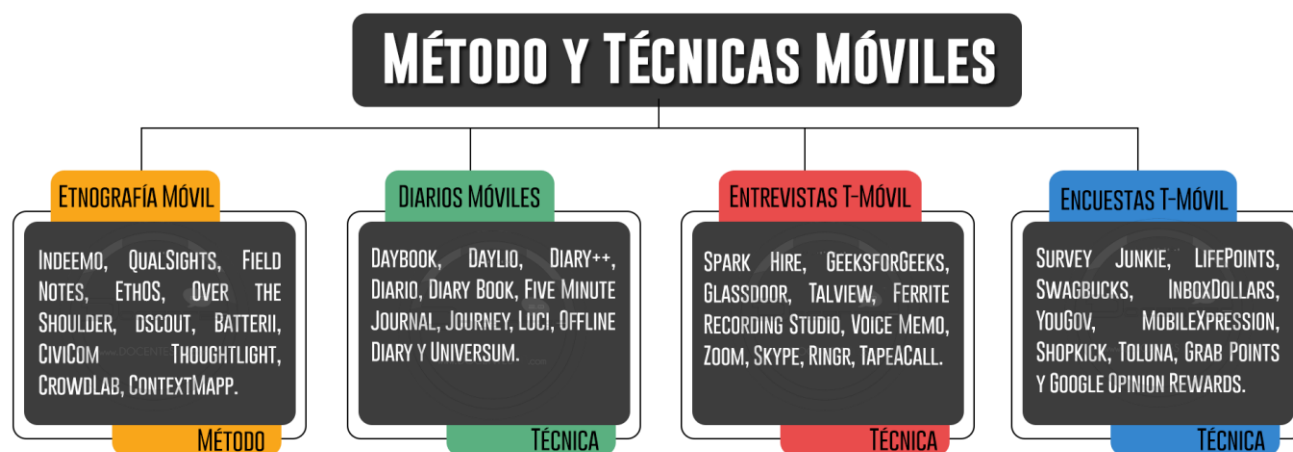 Método y Técnicas Móviles
Etnografía Móvil
Indeemo, QualSights, Field
Notes, EthOS, Over the
Shoulder, dscout, Batterii,
CiviCom Thoughtlight,
CrowdLab, ContextMapp.
Método
Diarios Móviles
Daybook, Daylio, Diary++,
Diario, Diary Book, Five Minute
Journal, Journey, Luci, Offline
Diary y Universum.
Técnica
Entrevistas T-Móvil
Spark Hire, GeeksforGeeks,
Glassdoor, Talview, Ferrite
Recording Studio, Voice Memo,
Zoom, Skype, Ringr, TapeACall.
Técnica
Encuestas T-Móvil
Survey Junkie, LifePoints,
Swagbucks, InboxDollars,
YouGov, MobileXpression,
Shopkick, Toluna, Grab Points
y Google Opinion Rewards.
Técnica